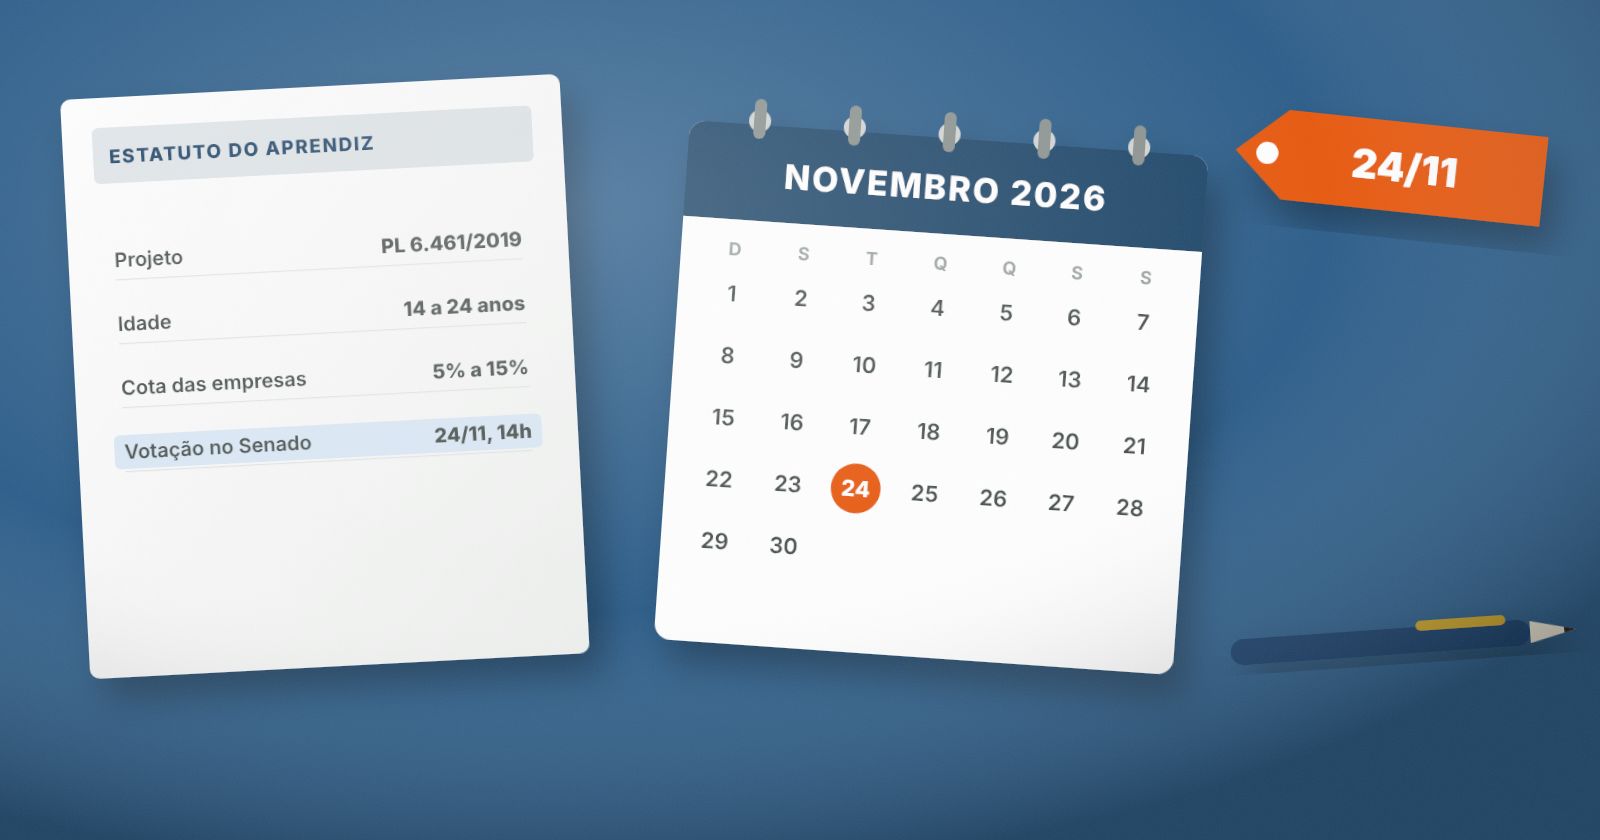 ESTATUTO DO APRENDIZ
Projeto PL 6.461/2019
Idade 14 a 24 anos
Cota das empresas 5% a 15%
Votação no Senado 24/11, 14h
NOVEMBRO 2026
D S T Q Q S S
1 2 3 4 5 6 7
8 9 10 11 12 13 14
15 16 17 18 19 20 21
22 23 24 25 26 27 28
29 30
24/11